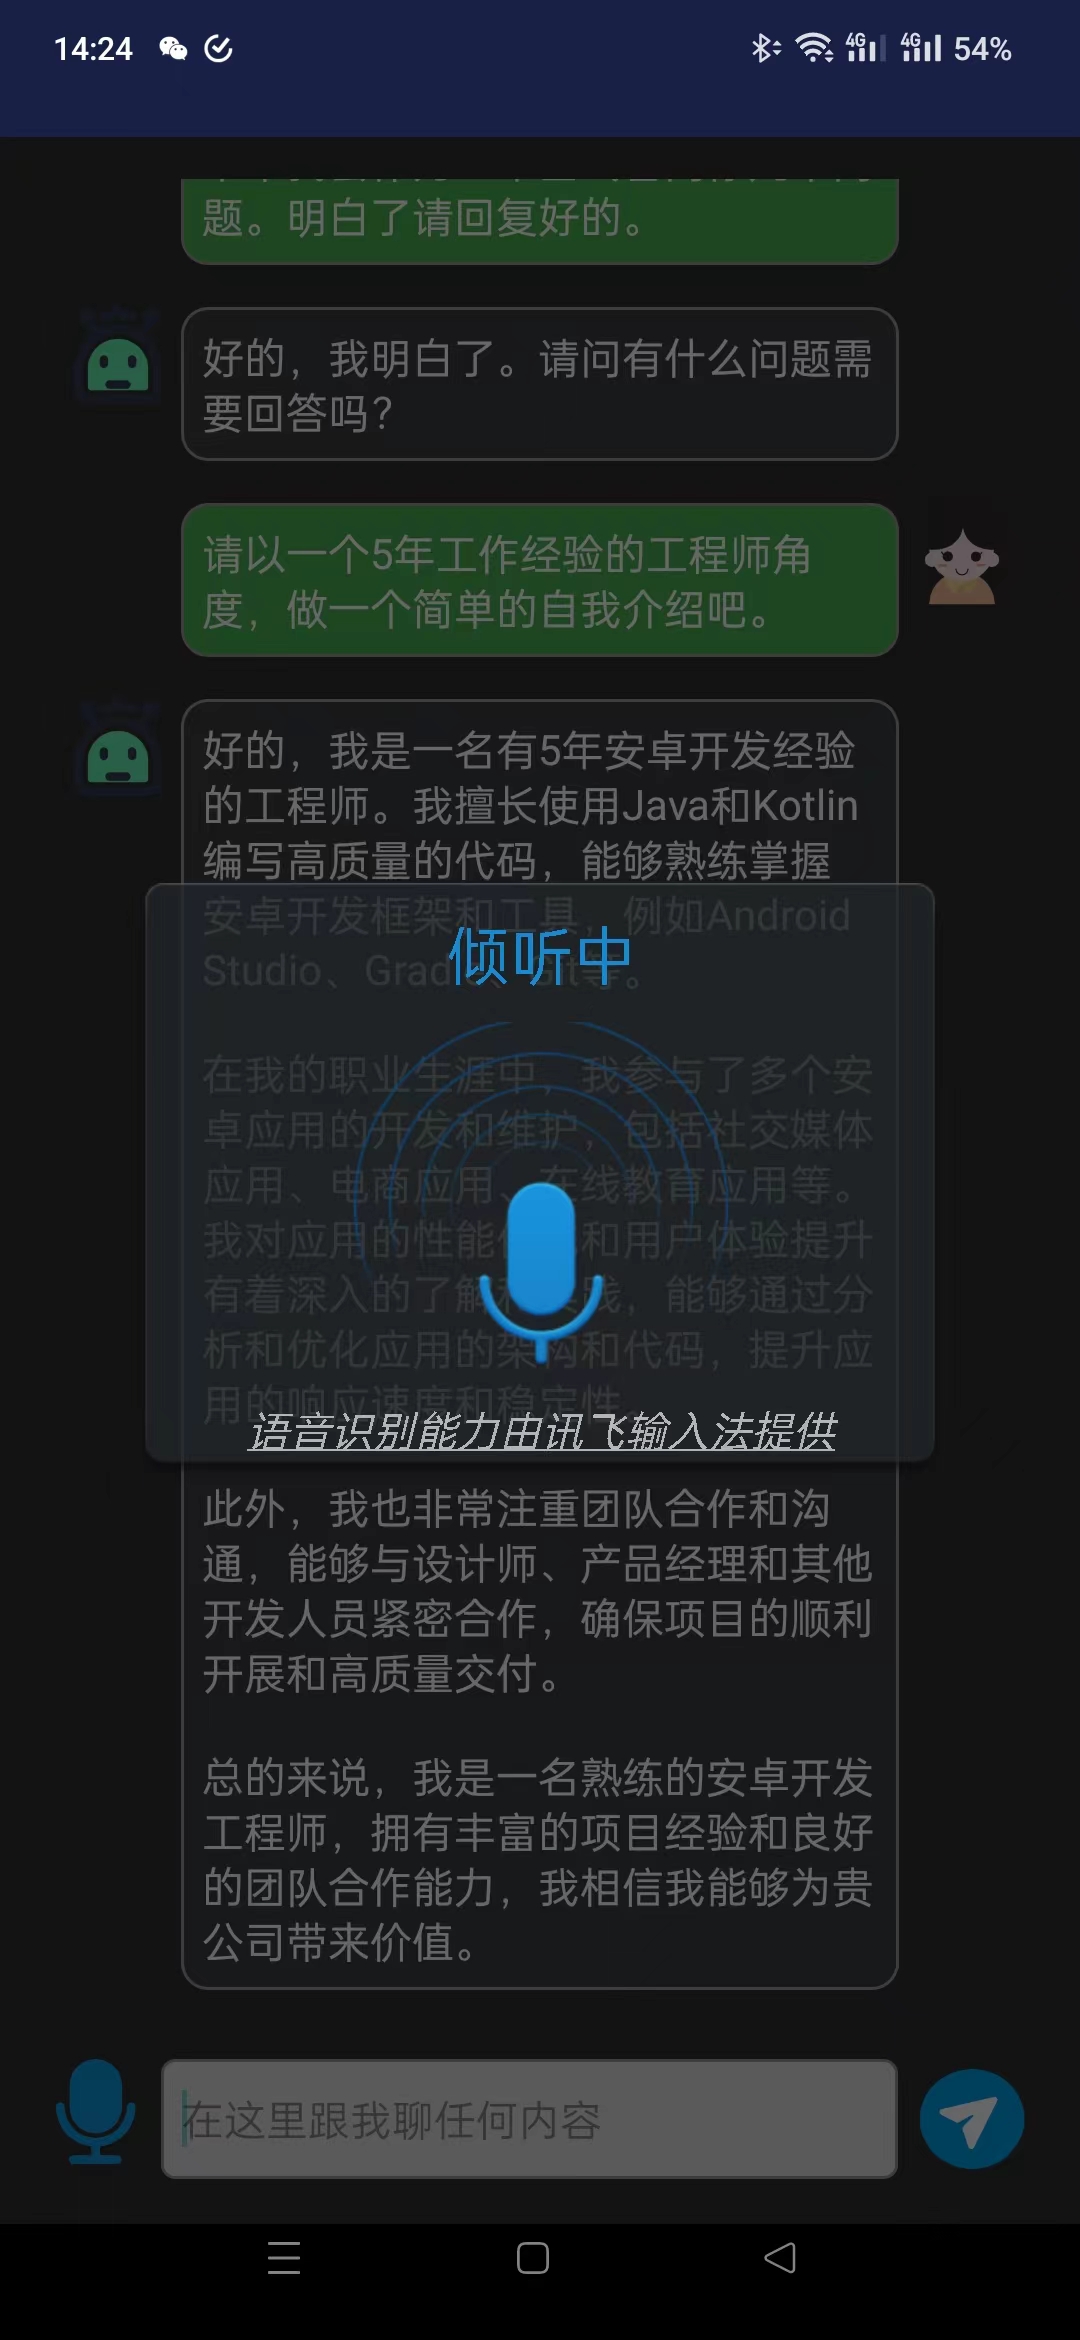 14:24
4G
4G
54%
题。明白了请回复好的。
好的，我明白了。请问有什么问题需
要回答吗？
请以一个5年工作经验的工程师角
度，做一个简单的自我介绍吧。
好的，我是一名有5年安卓开发经验
的工程师。我擅长使用Java和Kotlin
编写高质量的代码，能够熟练掌握
安卓开发框架和工具，例如Android
Studio、Gradle、Git等。
倾听中
在我的职业生涯中，我参与了多个安
卓应用的开发和维护，包括社交媒体
应用、电商应用、在线教育应用等。
我对应用的性能优化和用户体验提升
有着深入的了解和实践，能够通过分
析和优化应用的架构和代码，提升应
用的响应速度和稳定性。
语音识别能力由讯飞输入法提供
此外，我也非常注重团队合作和沟
通，能够与设计师、产品经理和其他
开发人员紧密合作，确保项目的顺利
开展和高质量交付。
总的来说，我是一名熟练的安卓开发
工程师，拥有丰富的项目经验和良好
的团队合作能力，我相信我能够为贵
公司带来价值。
在这里跟我聊任何内容